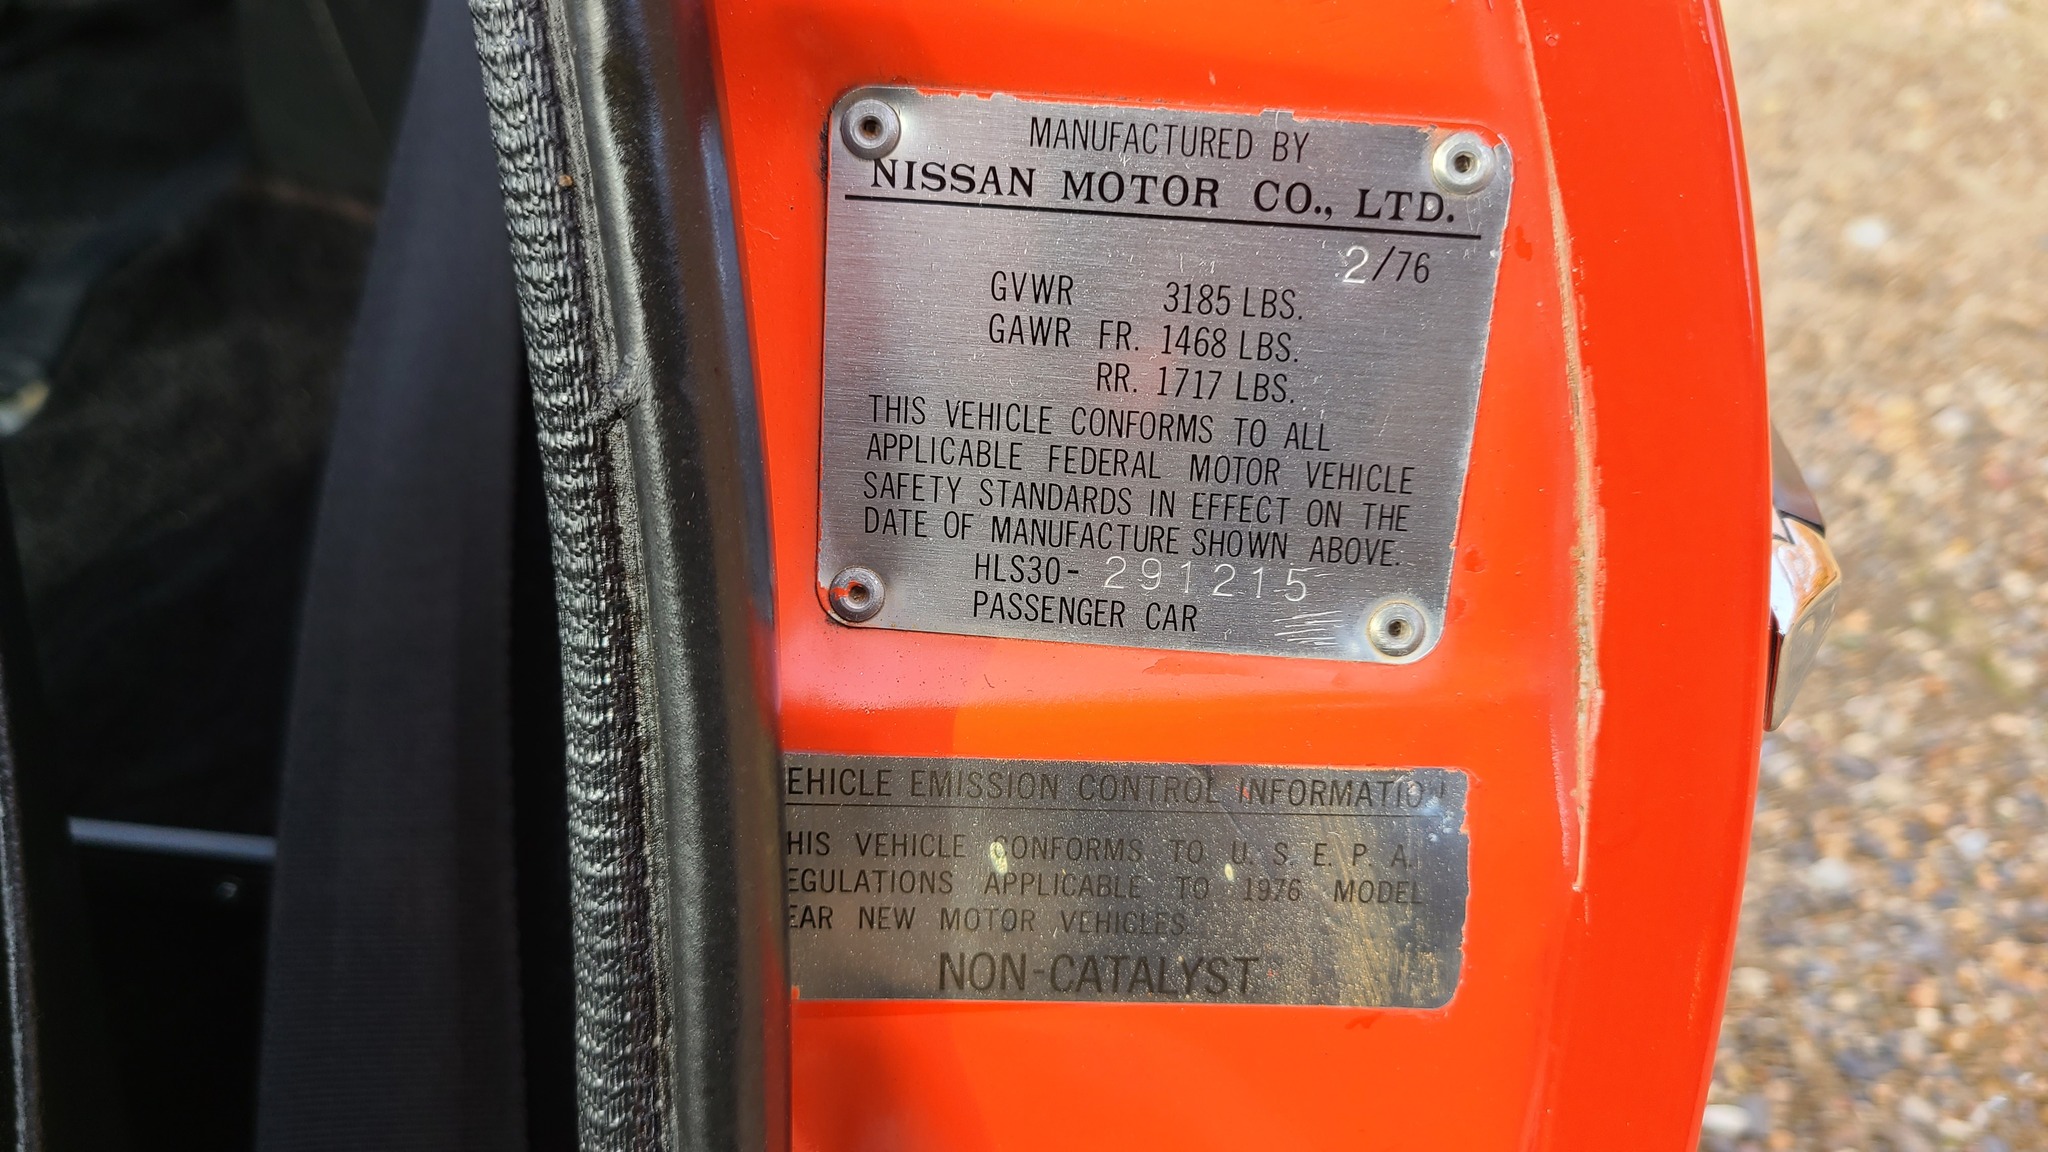 MANUFACTURED BY
NISSAN MOTOR CO., LTD.
2/76
GVWR 3185 LBS.
GAWR FR. 1468 LBS.
RR. 1717 LBS.
THIS VEHICLE CONFORMS TO ALL
APPLICABLE FEDERAL MOTOR VEHICLE
SAFETY STANDARDS IN EFFECT ON THE
DATE OF MANUFACTURE SHOWN ABOVE.
HLS30-291215
PASSENGER CAR
EHICLE EMISSION CONTROL INFORMATION
HIS VEHICLE CONFORMS TO U. S. E. P. A.
EGULATIONS APPLICABLE TO 1976 MODEL
EAR NEW MOTOR VEHICLES
NON-CATALYST